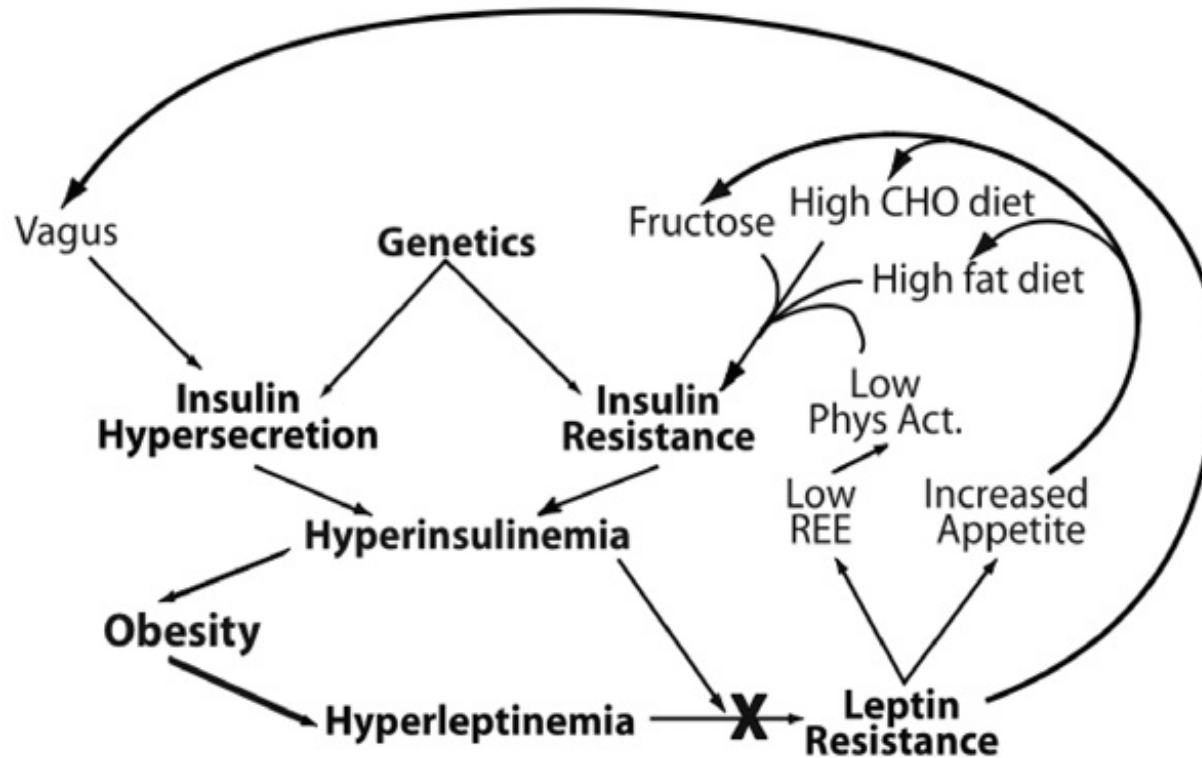 Vagus
Genetics
Fructose
High CHO diet
High fat diet
Insulin
Hypersecretion
Insulin
Resistance
Low
Phys Act.
Low
REE
Increased
Appetite
Hyperinsulinemia
Obesity
Hyperleptinemia
X
Leptin
Resistance